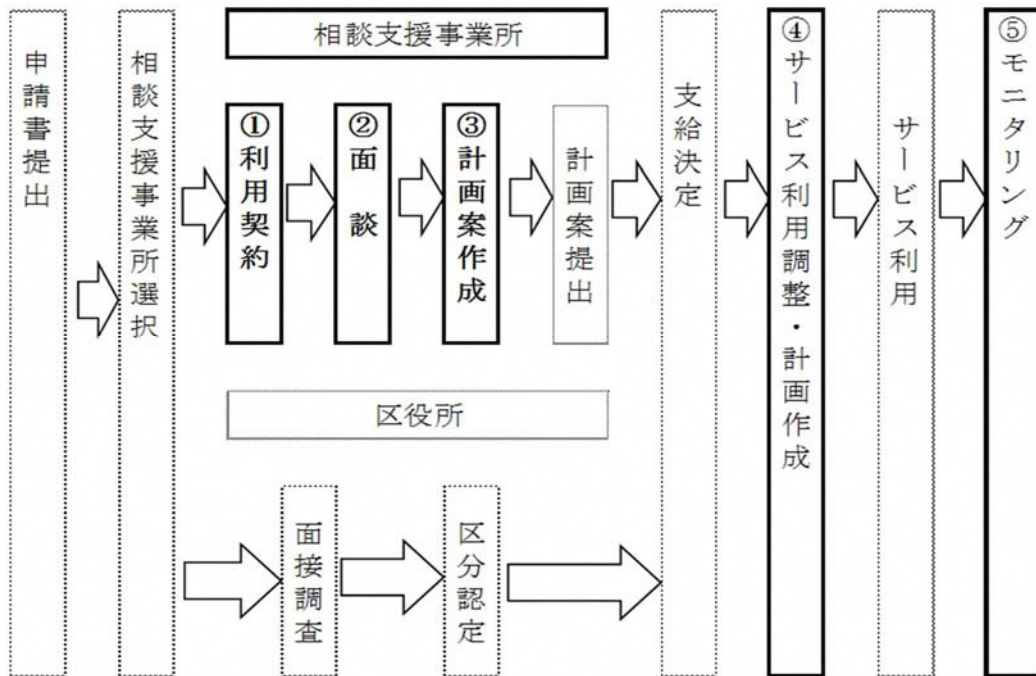 申請書提出
相談支援事業所選択
相談支援事業所
①利用契約
②面談
③計画案作成
計画案提出
区役所
面接調査
区分認定
支給決定
④サービス利用調整・計画作成
サービス利用
⑤モニタリング